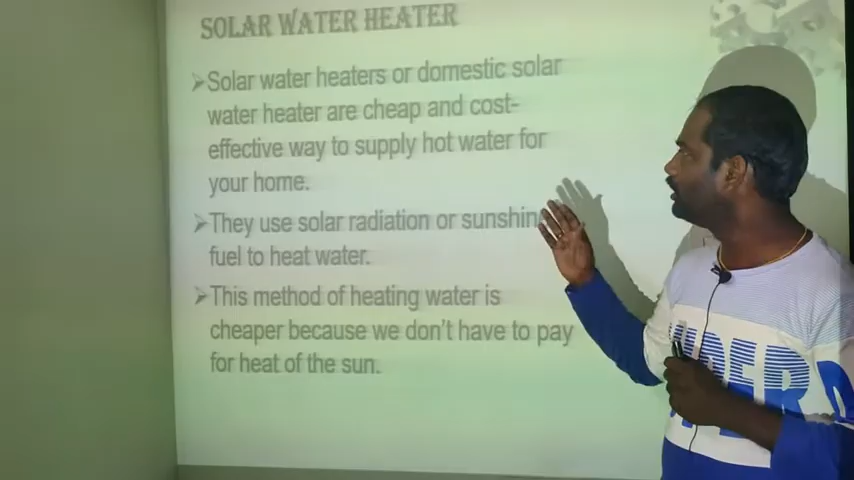 SOLAR WATER HEATER
➢Solar water heaters or domestic solar
water heater are cheap and cost-
effective way to supply hot water for
your home.
➢They use solar radiation or
fuel to heat water.
➢This method of heating water is
cheaper because we don't have to pay
for heat of the sun.